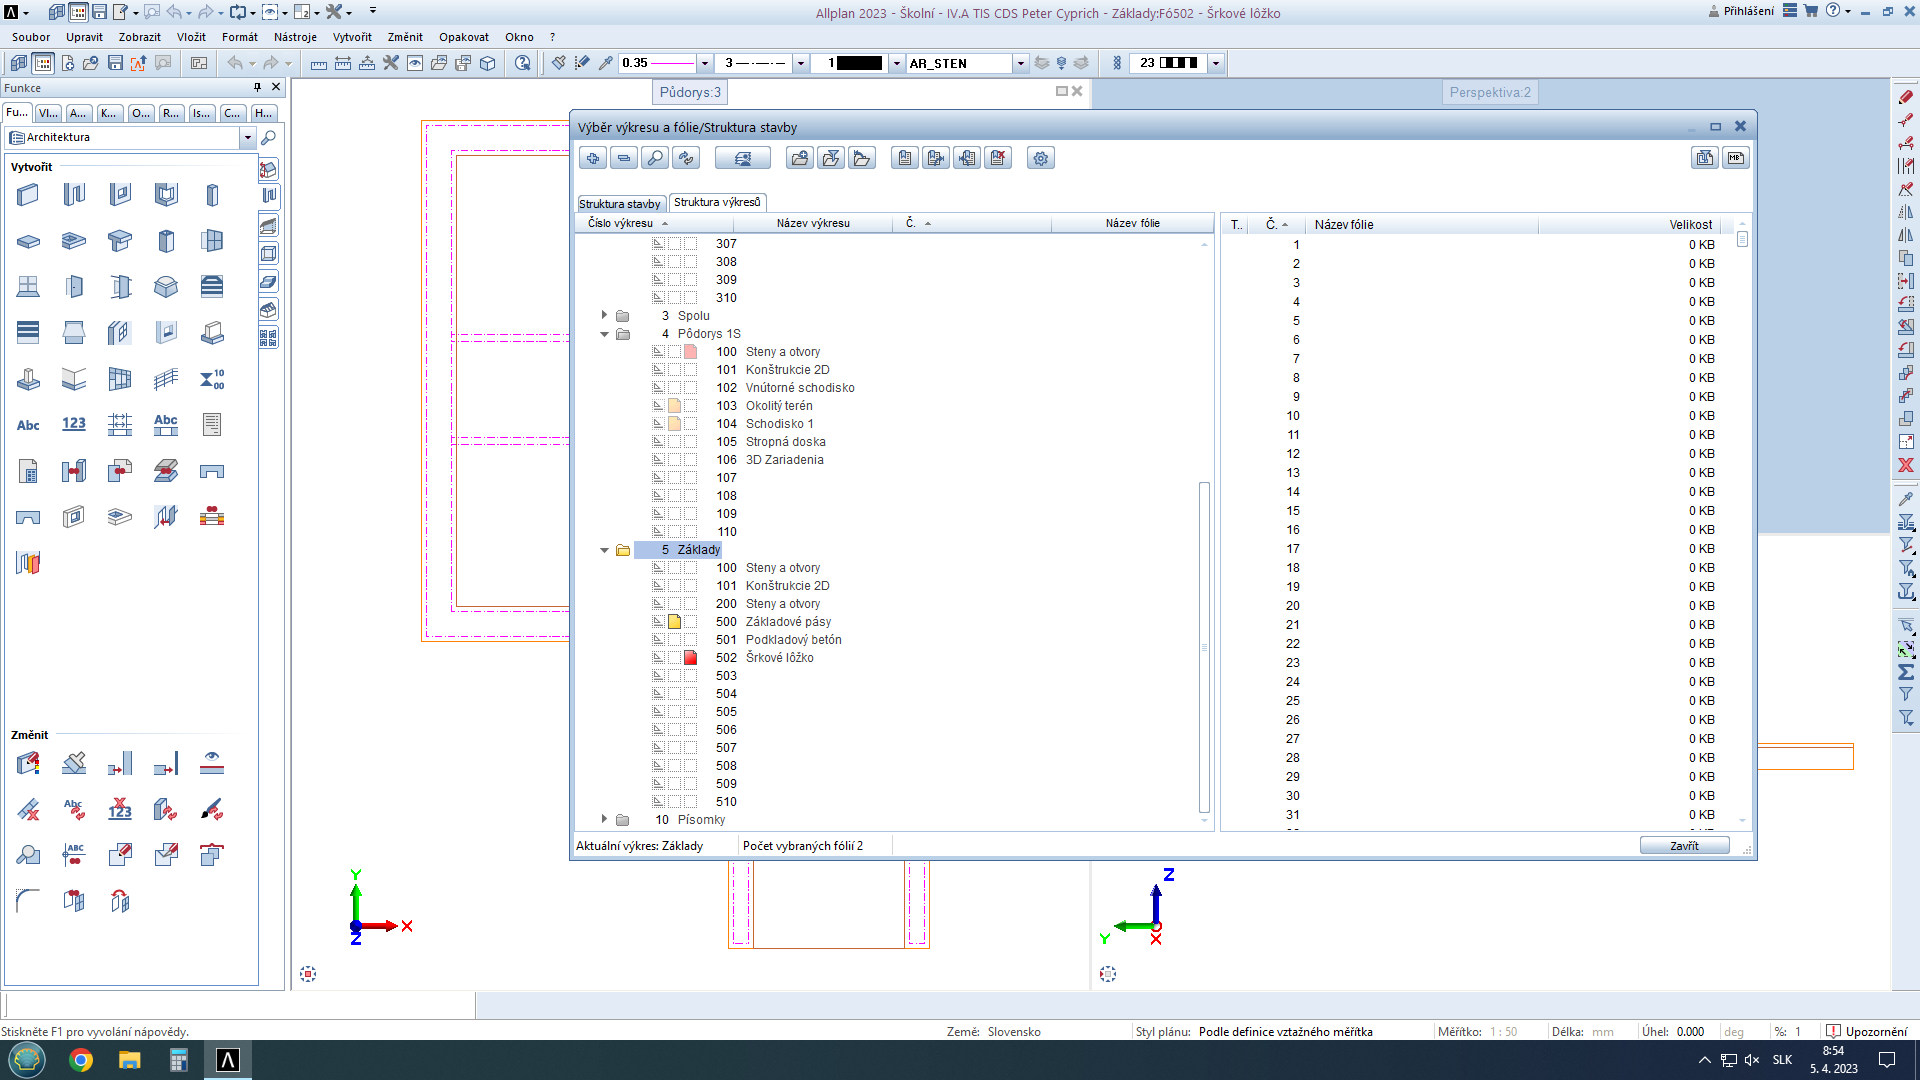 Allplan 2023 - Školní - IV.A TIS CDS Peter Cyprich - Základy:Fó502 - Šrkové lôžko
Přihlášení
Soubor Upravit Zobrazit Vložit Formát Nástroje Vytvořit Změnit Opakovat Okno ?
0.35 3 1 AR_STEN 23
Funkce
Fu... Vl... A... K... O... R... Is... C... H...
Architektura
Vytvořit
10
00
Abc 123 Abc
Změnit
Abc 123
ABC
Půdorys:3
Perspektiva:2
Výběr výkresu a fólie/Struktura stavby
Struktura stavby Struktura výkresů
Číslo výkresu Název výkresu Č. Název fólie
307
308
309
310
3 Spolu
4 Pôdorys 1S
100 Steny a otvory
101 Konštrukcie 2D
102 Vnútorné schodisko
103 Okolitý terén
104 Schodisko 1
105 Stropná doska
106 3D Zariadenia
107
108
109
110
5 Základy
100 Steny a otvory
101 Konštrukcie 2D
200 Steny a otvory
500 Základové pásy
501 Podkladový betón
502 Šrkové lôžko
503
504
505
506
507
508
509
510
10 Písomky
T.. Č. Název fólie Velikost
1 0 KB
2 0 KB
3 0 KB
4 0 KB
5 0 KB
6 0 KB
7 0 KB
8 0 KB
9 0 KB
10 0 KB
11 0 KB
12 0 KB
13 0 KB
14 0 KB
15 0 KB
16 0 KB
17 0 KB
18 0 KB
19 0 KB
20 0 KB
21 0 KB
22 0 KB
23 0 KB
24 0 KB
25 0 KB
26 0 KB
27 0 KB
28 0 KB
29 0 KB
30 0 KB
31 0 KB
Aktuální výkres: Základy Počet vybraných fólií 2
Zavřít
Y X Z
Z Y X
Stiskněte F1 pro vyvolání nápovědy.
Země: Slovensko Styl plánu: Podle definice vztažného měřítka Měřítko: 1 : 50 Délka: mm Úhel: 0.000 deg %: 1 Upozornění
SLK
8:54
5. 4. 2023